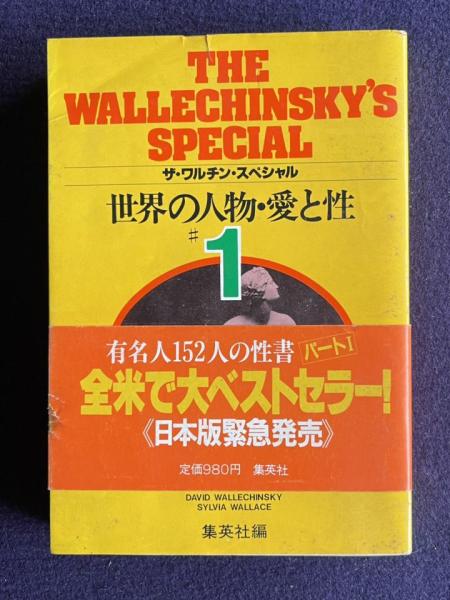 THE
WALLECHINSKY'S
SPECIAL
ザ・ワルチン・スペシャル
世界の人物・愛と性
#1
有名人152人の性書 パートI
全米で大ベストセラー!
《日本版緊急発売》
定価980円 集英社
DAVID WALLECHINSKY
SYLVIA WALLACE
集英社編